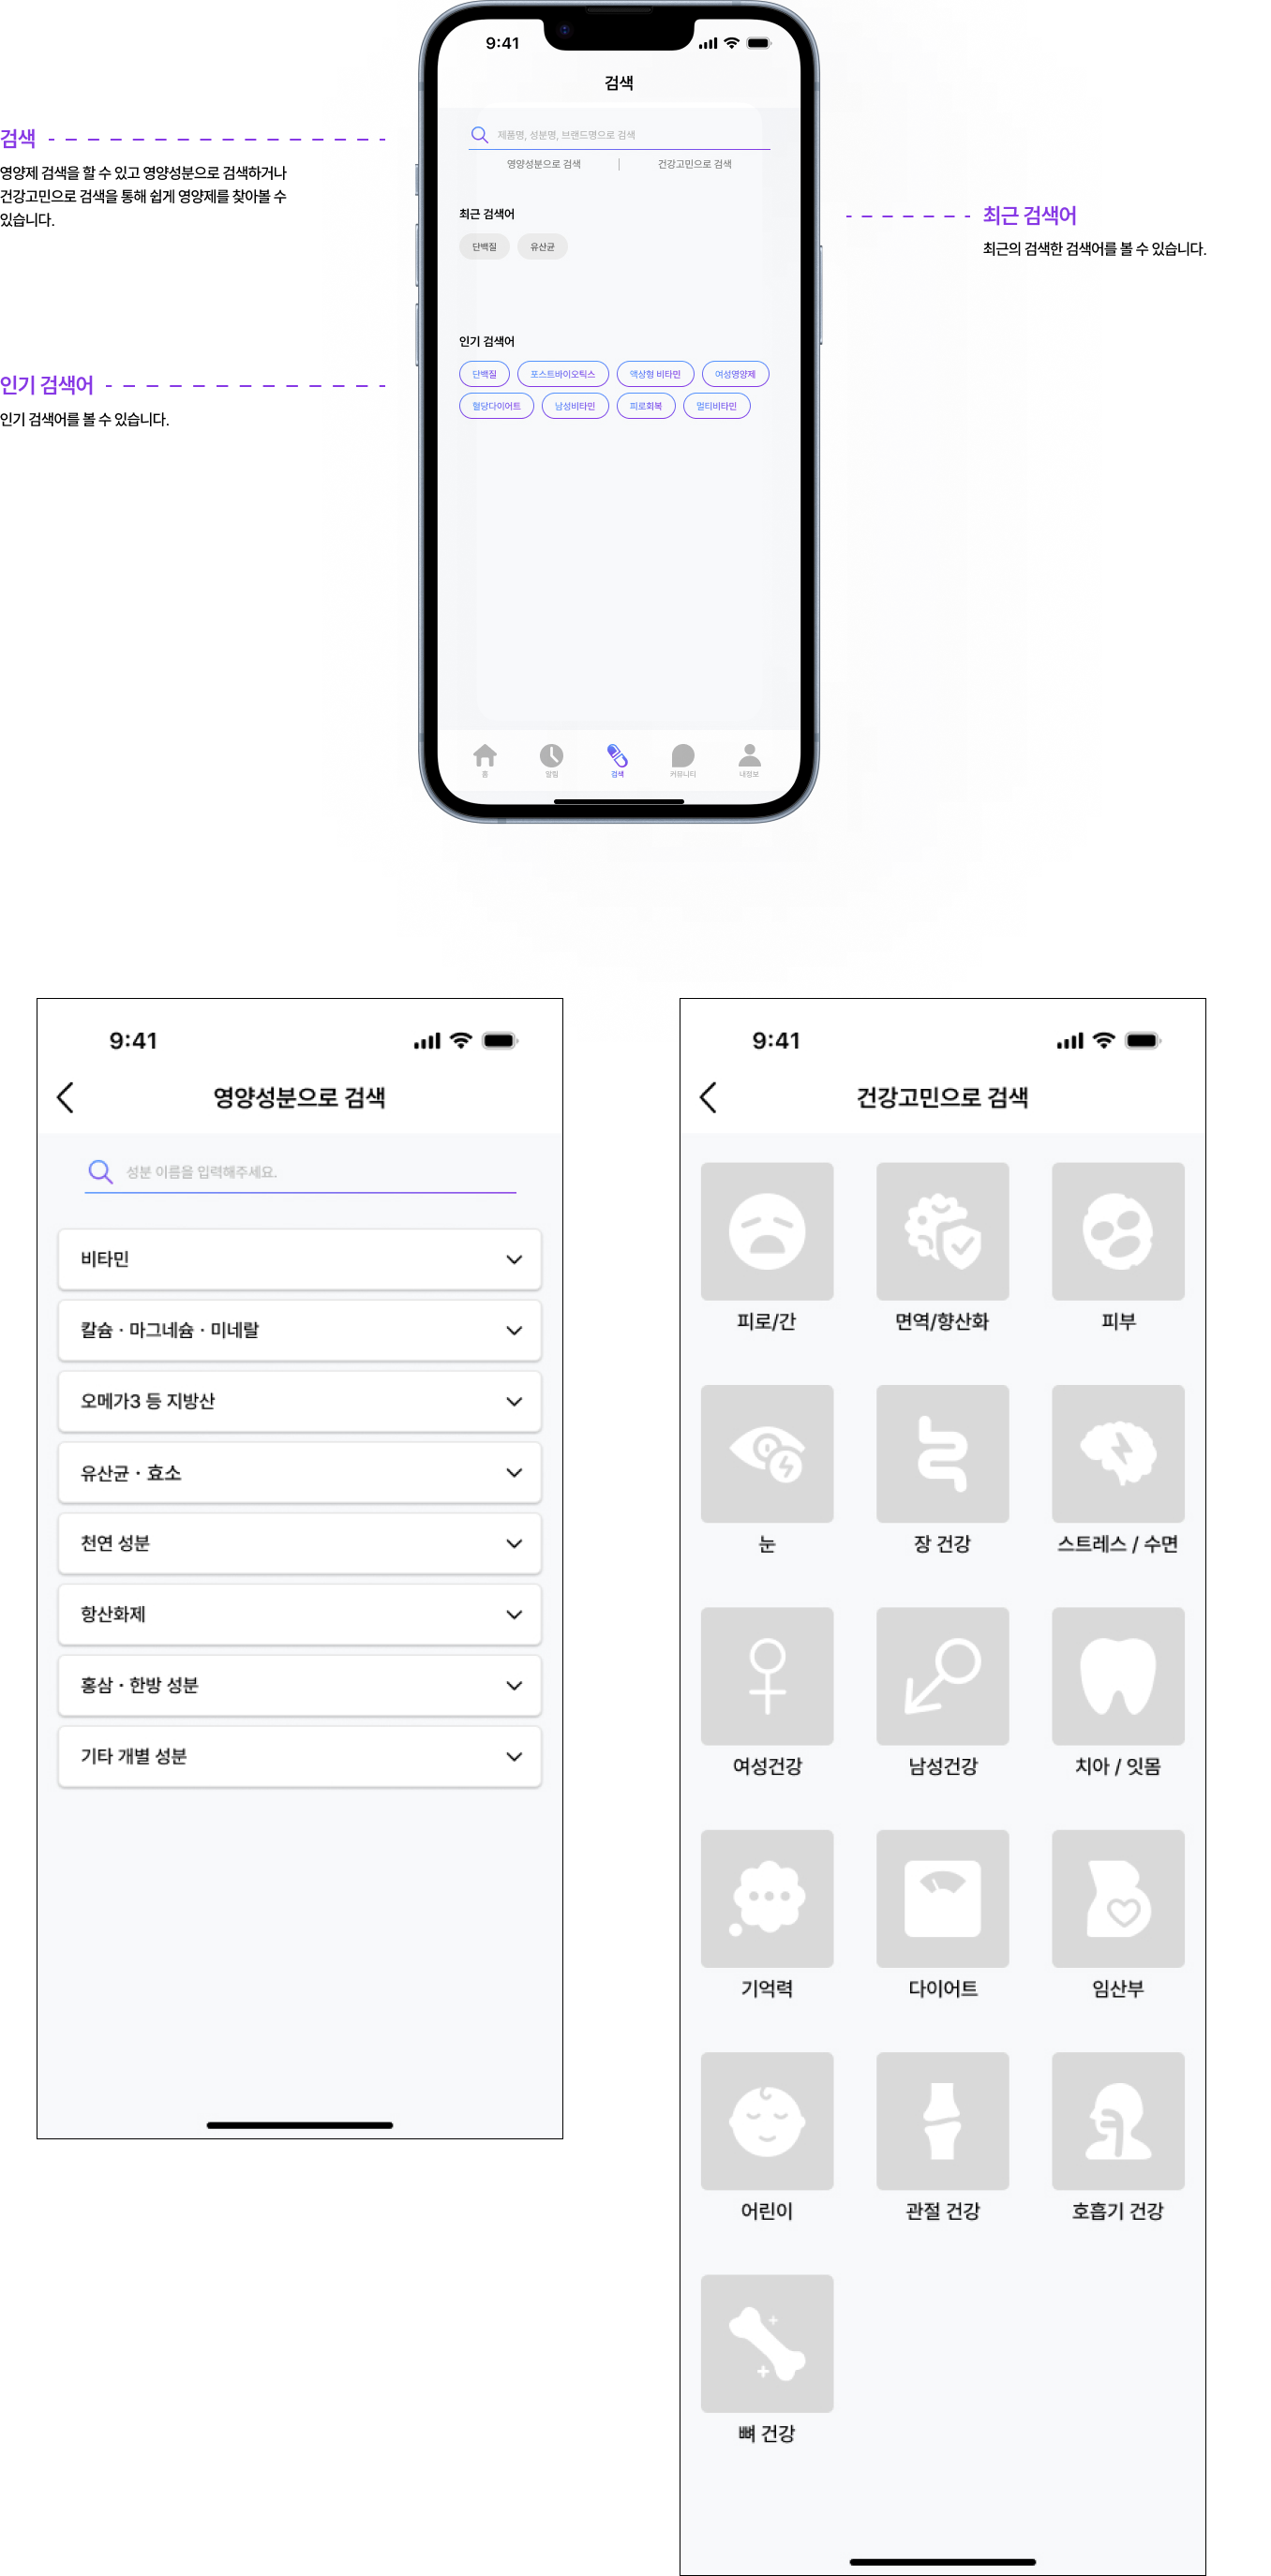 9:41
검색
제품명, 성분명, 브랜드명으로 검색
영양성분으로 검색 | 건강고민으로 검색
최근 검색어
단백질 유산균
인기 검색어
단백질 포스트바이오틱스 액상형 비타민 여성영양제
혈당다이어트 남성비타민 피로회복 멀티비타민
홈 알림 검색 커뮤니티 내정보
검색
영양제 검색을 할 수 있고 영양성분으로 검색하거나
건강고민으로 검색을 통해 쉽게 영양제를 찾아볼 수
있습니다.
최근 검색어
최근의 검색한 검색어를 볼 수 있습니다.
인기 검색어
인기 검색어를 볼 수 있습니다.
9:41
영양성분으로 검색
성분 이름을 입력해주세요.
비타민
칼슘 · 마그네슘 · 미네랄
오메가3 등 지방산
유산균 · 효소
천연 성분
항산화제
홍삼 · 한방 성분
기타 개별 성분
9:41
건강고민으로 검색
피로/간 면역/향산화 피부
눈 장 건강 스트레스 / 수면
여성건강 남성건강 치아 / 잇몸
기억력 다이어트 임산부
어린이 관절 건강 호흡기 건강
뼈 건강